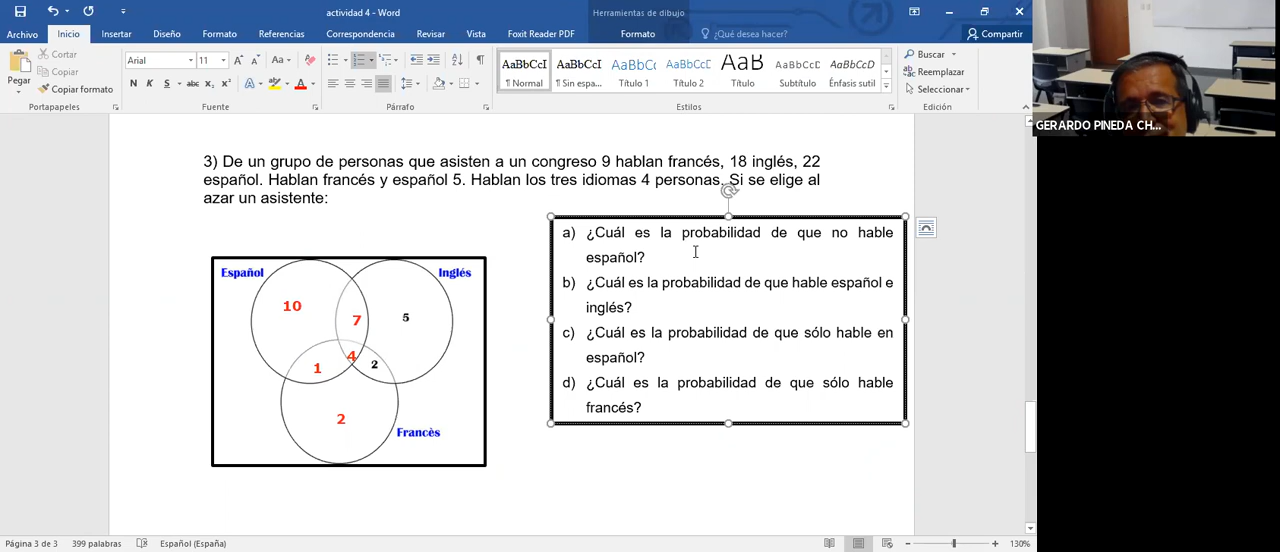 actividad 4 - Word
Herramientas de dibujo
Archivo Inicio Insertar Diseño Formato Referencias Correspondencia Revisar Vista Foxit Reader PDF Formato ¿Qué desea hacer? Compartir
Pegar
Cortar
Copiar
Copiar formato
Portapapeles
Arial 11
Fuente
Párrafo
AaBbCcI AaBbCcI AaBbC AaBbCcD AaB AaBbCcD AaBbCcD
¶ Normal ¶ Sin espa... Título 1 Título 2 Título Subtítulo Énfasis sutil
Estilos
Buscar
Reemplazar
Seleccionar
Edición
GERARDO PINEDA CH...
3) De un grupo de personas que asisten a un congreso 9 hablan francés, 18 inglés, 22
español. Hablan francés y español 5. Hablan los tres idiomas 4 personas. Si se elige al
azar un asistente:
Español Inglés
10
7
5
4
1
2
2
Francès
a) ¿Cuál es la probabilidad de que no hable
español?
b) ¿Cuál es la probabilidad de que hable español e
inglés?
c) ¿Cuál es la probabilidad de que sólo hable en
español?
d) ¿Cuál es la probabilidad de que sólo hable
francés?
Página 3 de 3 399 palabras Español (España) 130%